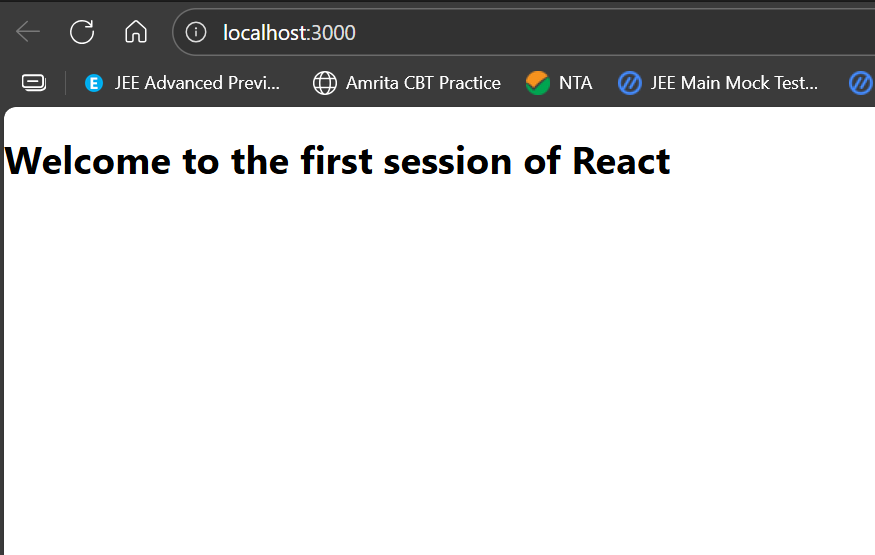 localhost:3000
E JEE Advanced Previ... Amrita CBT Practice NTA JEE Main Mock Test...
Welcome to the first session of React